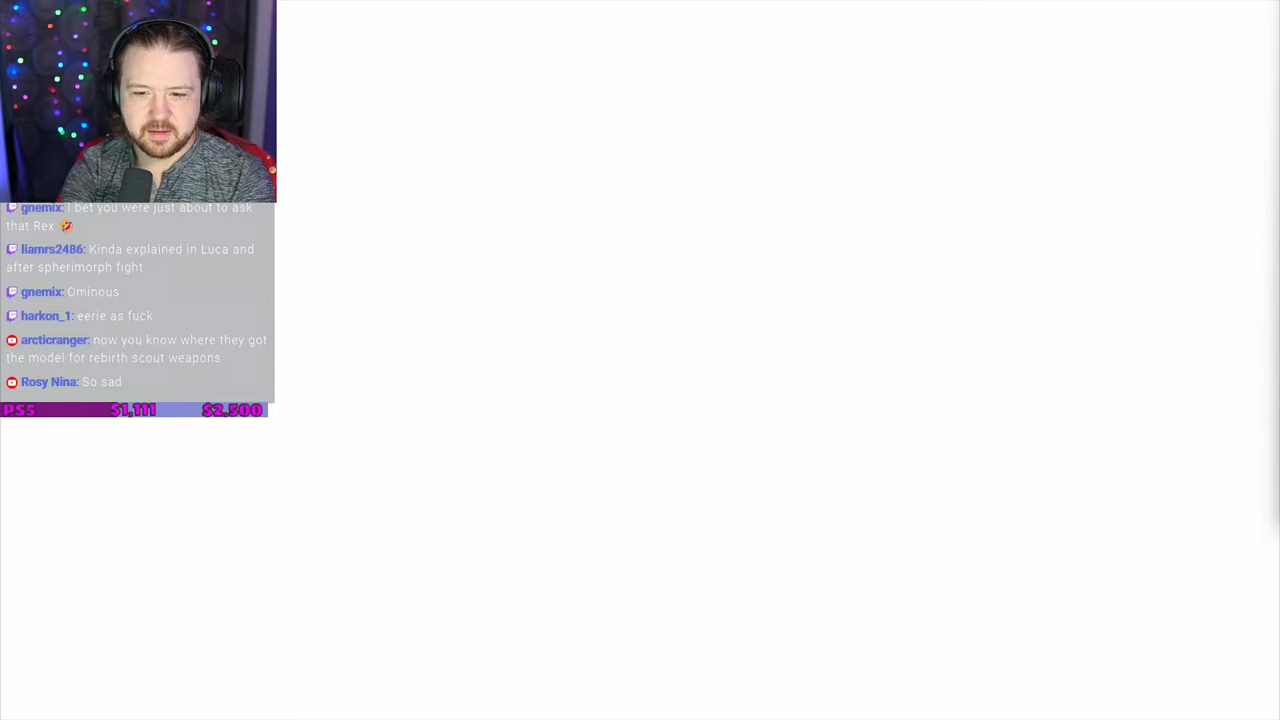 gnemix: I bet you were just about to ask
that Rex 🤣
liamrs2486: Kinda explained in Luca and
after spherimorph fight
gnemix: Ominous
harkon_1: eerie as fuck
arcticranger: now you know where they got
the model for rebirth scout weapons
Rosy Nina: So sad
PS5 $1,111 $2,500